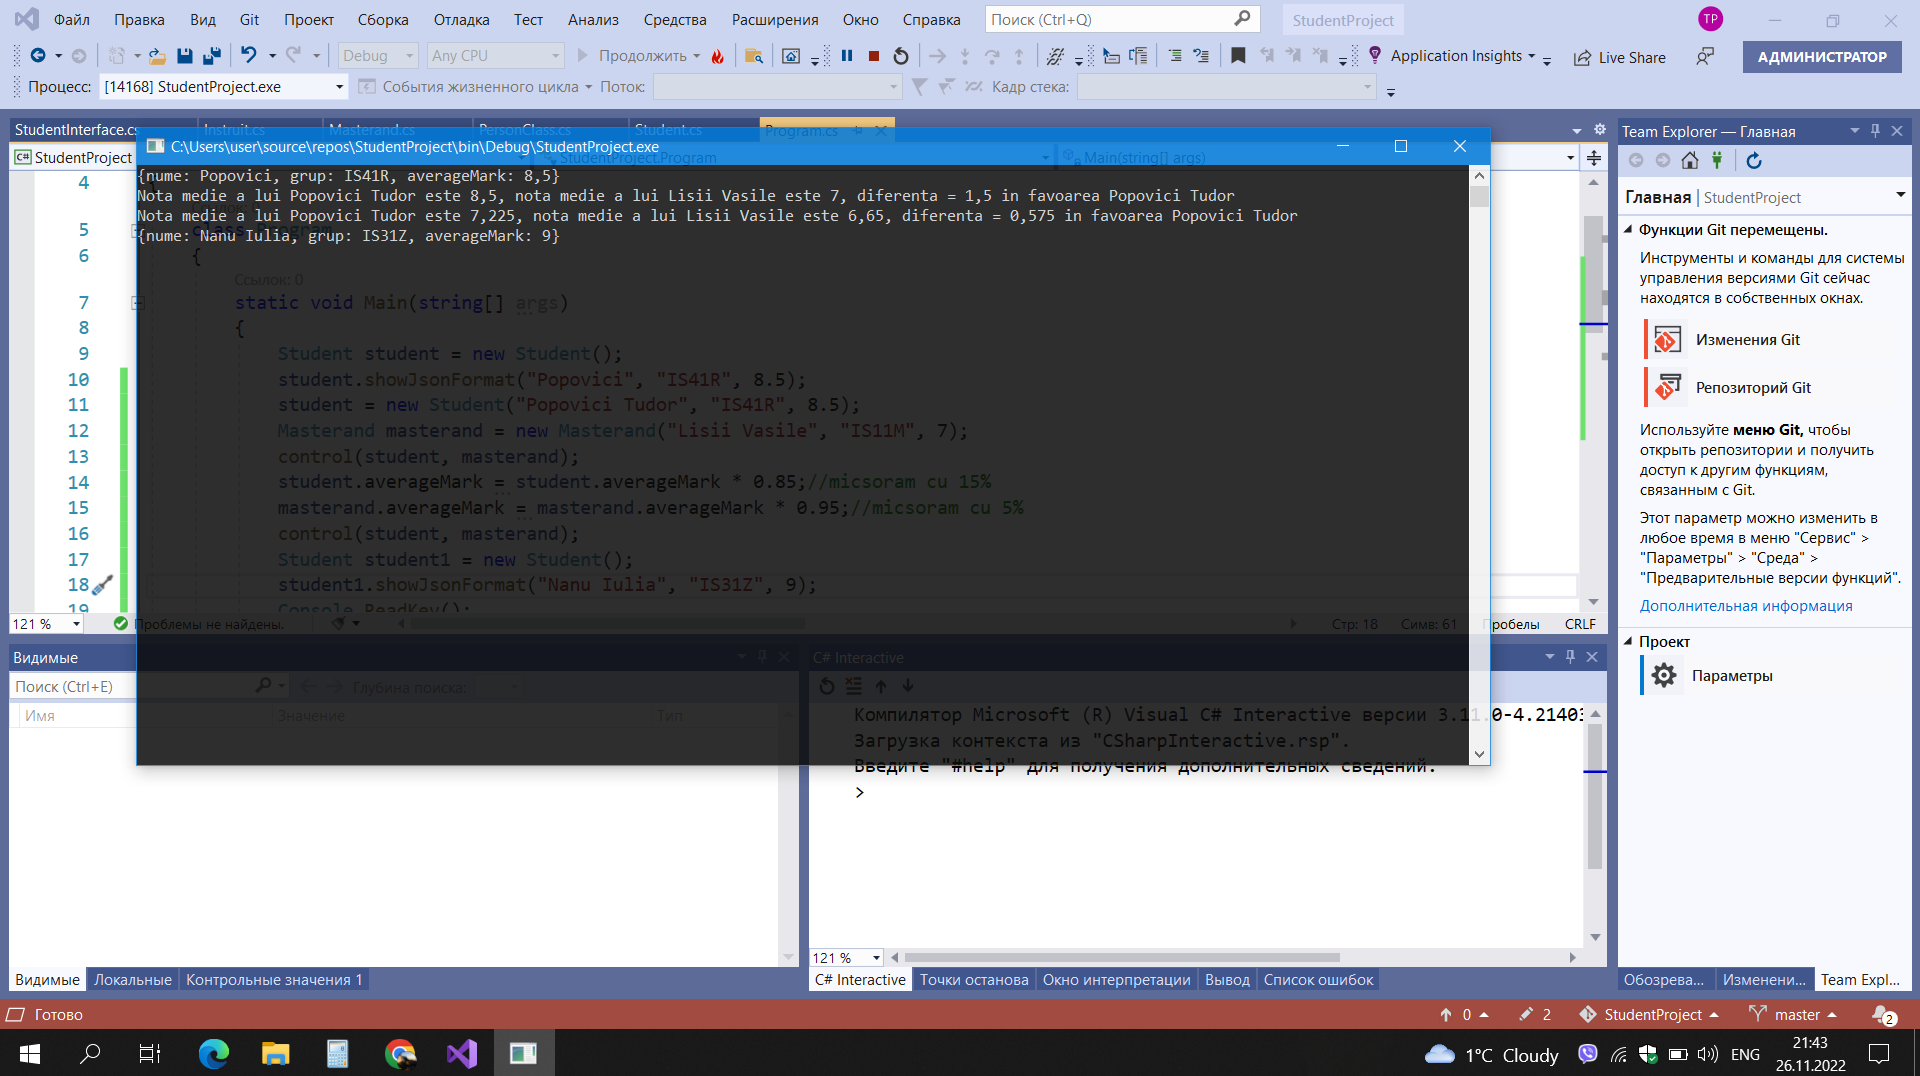 Файл Правка Вид Git Проект Сборка Отладка Тест Анализ Средства Расширения Окно Справка Поиск (Ctrl+Q) StudentProject TP
Debug Any CPU Продолжить Application Insights Live Share АДМИНИСТРАТОР
Процесс: [14168] StudentProject.exe События жизненного цикла Поток: Кадр стека:
StudentInterface.cs Instruit.cs Masterand.cs PersonClass.cs Student.cs Program.cs
C:\Users\user\source\repos\StudentProject\bin\Debug\StudentProject.exe
StudentProject StudentProject.Program Main(string[] args)
{nume: Popovici, grup: IS41R, averageMark: 8,5}
Nota medie a lui Popovici Tudor este 8,5, nota medie a lui Lisii Vasile este 7, diferenta = 1,5 in favoarea Popovici Tudor
Nota medie a lui Popovici Tudor este 7,225, nota medie a lui Lisii Vasile este 6,65, diferenta = 0,575 in favoarea Popovici Tudor
{nume: Nanu Iulia, grup: IS31Z, averageMark: 9}
4
5
6 {
Ссылок: 0
7 static void Main(string[] args)
8 {
9 Student student = new Student();
10 student.showJsonFormat("Popovici", "IS41R", 8.5);
11 student = new Student("Popovici Tudor", "IS41R", 8.5);
12 Masterand masterand = new Masterand("Lisii Vasile", "IS11M", 7);
13 control(student, masterand);
14 student.averageMark = student.averageMark * 0.85;//micsoram cu 15%
15 masterand.averageMark = masterand.averageMark * 0.95;//micsoram cu 5%
16 control(student, masterand);
17 Student student1 = new Student();
18 student1.showJsonFormat("Nanu Iulia", "IS31Z", 9);
19 Console.ReadKey();
121 % Проблемы не найдены. Стр: 18 Симв: 61 Пробелы CRLF
Видимые
Поиск (Ctrl+E) Глубина поиска:
Имя Значение Тип
C# Interactive
Компилятор Microsoft (R) Visual C# Interactive версии 3.11.0-4.21403
Загрузка контекста из "CSharpInteractive.rsp".
Введите "#help" для получения дополнительных сведений.
>
121 %
Видимые Локальные Контрольные значения 1
C# Interactive Точки останова Окно интерпретации Вывод Список ошибок
Team Explorer — Главная
Главная | StudentProject
Функции Git перемещены.
Инструменты и команды для системы
управления версиями Git сейчас
находятся в собственных окнах.
Изменения Git
Репозиторий Git
Используйте меню Git, чтобы
открыть репозитории и получить
доступ к другим функциям,
связанным с Git.
Этот параметр можно изменить в
любое время в меню "Сервис" >
"Параметры" > "Среда" >
"Предварительные версии функций".
Дополнительная информация
Проект
Параметры
Обозрева... Изменени... Team Expl...
Готово 0 2 StudentProject master 2
1°C Cloudy ENG 21:43
26.11.2022